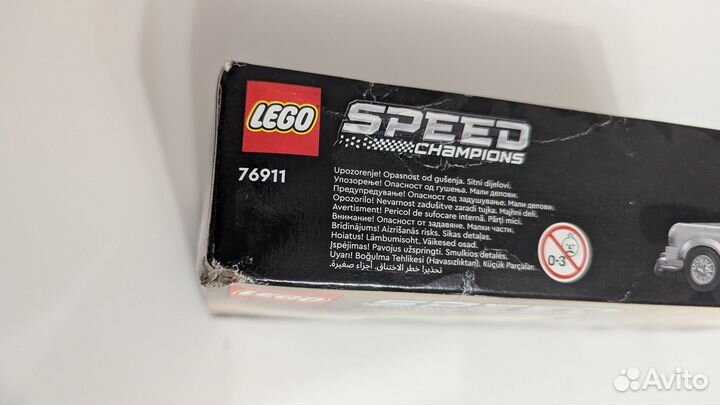 LEGO
SPEED
CHAMPIONS
76911
Upozorenje! Opasnost od gušenja. Sitni dijelovi.
Упозорење! Опасност од гушења. Мали делови.
Предупредување! Опасност од задушување. Мали делови.
Opozorilo! Nevarnost zadušitve zaradi tujka. Majhni deli.
Avertisment! Pericol de sufocare internă. Părţi mici.
Внимание! Опасност от задавяне. Малки части.
Brīdinājums! Aizrīšanās risks. Sīkas detaļas.
Hoiatus! Lämbumisoht. Väikesed osad.
Įspėjimas! Pavojus užspringti. Smulkios detalės.
Uyarı! Boğulma Tehlikesi (Havasızlıktan). Küçük Parçalar.
تحذير! خطر الاختناق. أجزاء صغيرة.
0-3
LEGO
Avito